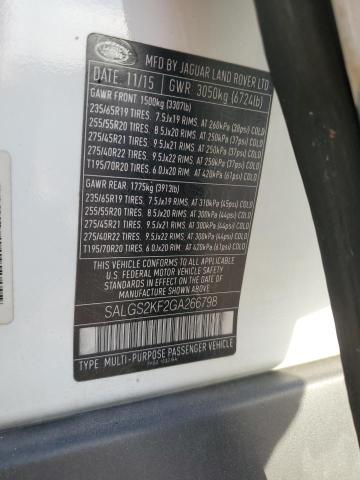 MFD BY JAGUAR LAND ROVER LTD
DATE: 11/15 GWR: 3050kg (6724lb)
GAWR FRONT: 1500kg (3307lb)
235/65R19 TIRES, 7.5Jx19 RIMS, AT 260kPa (38psi) COLD
255/55R20 TIRES, 8.5Jx20 RIMS, AT 250kPa (37psi) COLD
275/45R21 TIRES, 9.5Jx21 RIMS, AT 250kPa (37psi) COLD
275/40R22 TIRES, 9.5Jx22 RIMS, AT 250kPa (37psi) COLD
T195/70R20 TIRES, 6.0Jx20 RIM, AT 420kPa (61psi) COLD
GAWR REAR: 1775kg (3913lb)
235/65R19 TIRES, 7.5Jx19 RIMS, AT 310kPa (45psi) COLD
255/55R20 TIRES, 8.5Jx20 RIMS, AT 300kPa (44psi) COLD
275/45R21 TIRES, 9.5Jx21 RIMS, AT 300kPa (44psi) COLD
275/40R22 TIRES, 9.5Jx22 RIMS, AT 300kPa (44psi) COLD
T195/70R20 TIRES, 6.0Jx20 RIM, AT 420kPa (61psi) COLD
THIS VEHICLE CONFORMS TO ALL APPLICABLE
FEDERAL MOTOR VEHICLE SAFETY STANDARDS
IN EFFECT ON THE DATE OF MANUFACTURE
SHOWN ABOVE
SALGS2KF2GA266798
TYPE: MULTI-PURPOSE PASSENGER VEHICLE